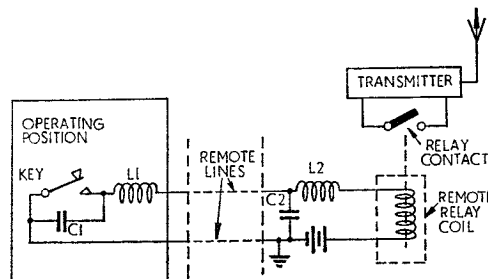 TRANSMITTER
OPERATING
POSITION
KEY
L1
C1
REMOTE
LINES
L2
C2
RELAY
CONTACT
REMOTE
RELAY
COIL